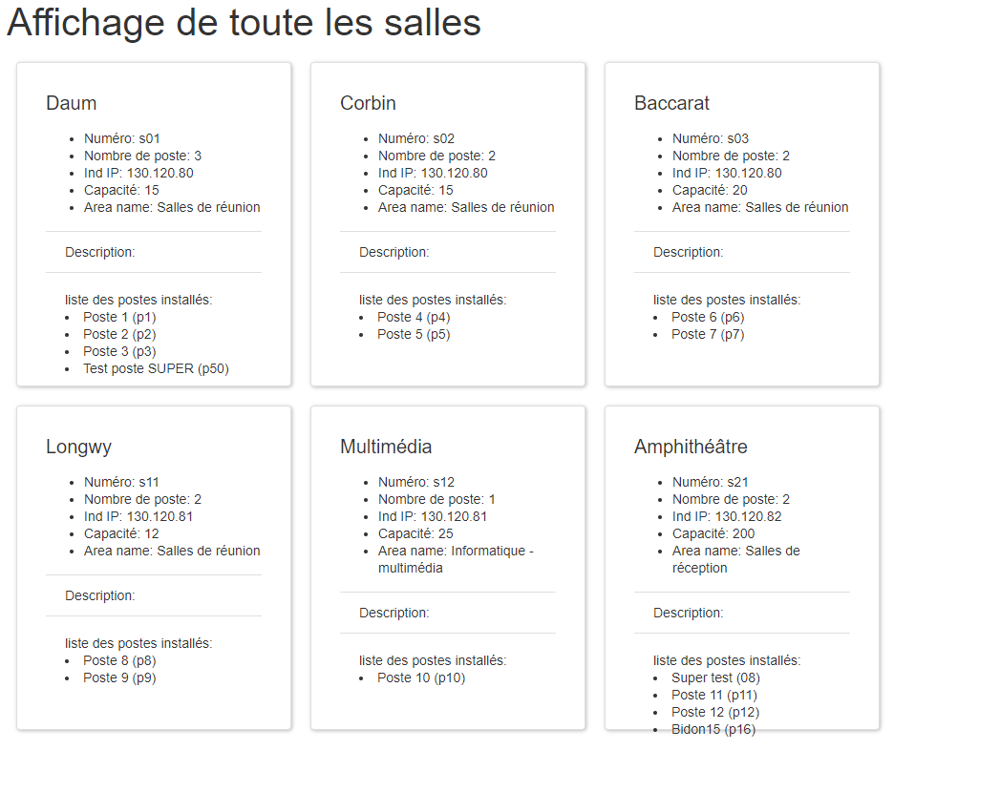 Affichage de toute les salles
Daum
Numéro: s01
Nombre de poste: 3
Ind IP: 130.120.80
Capacité: 15
Area name: Salles de réunion
Description:
liste des postes installés:
Poste 1 (p1)
Poste 2 (p2)
Poste 3 (p3)
Test poste SUPER (p50)
Corbin
Numéro: s02
Nombre de poste: 2
Ind IP: 130.120.80
Capacité: 15
Area name: Salles de réunion
Description:
liste des postes installés:
Poste 4 (p4)
Poste 5 (p5)
Baccarat
Numéro: s03
Nombre de poste: 2
Ind IP: 130.120.80
Capacité: 20
Area name: Salles de réunion
Description:
liste des postes installés:
Poste 6 (p6)
Poste 7 (p7)
Longwy
Numéro: s11
Nombre de poste: 2
Ind IP: 130.120.81
Capacité: 12
Area name: Salles de réunion
Description:
liste des postes installés:
Poste 8 (p8)
Poste 9 (p9)
Multimédia
Numéro: s12
Nombre de poste: 1
Ind IP: 130.120.81
Capacité: 25
Area name: Informatique -
multimédia
Description:
liste des postes installés:
Poste 10 (p10)
Amphithéâtre
Numéro: s21
Nombre de poste: 2
Ind IP: 130.120.82
Capacité: 200
Area name: Salles de
réception
Description:
liste des postes installés:
Super test (08)
Poste 11 (p11)
Poste 12 (p12)
Bidon15 (p16)